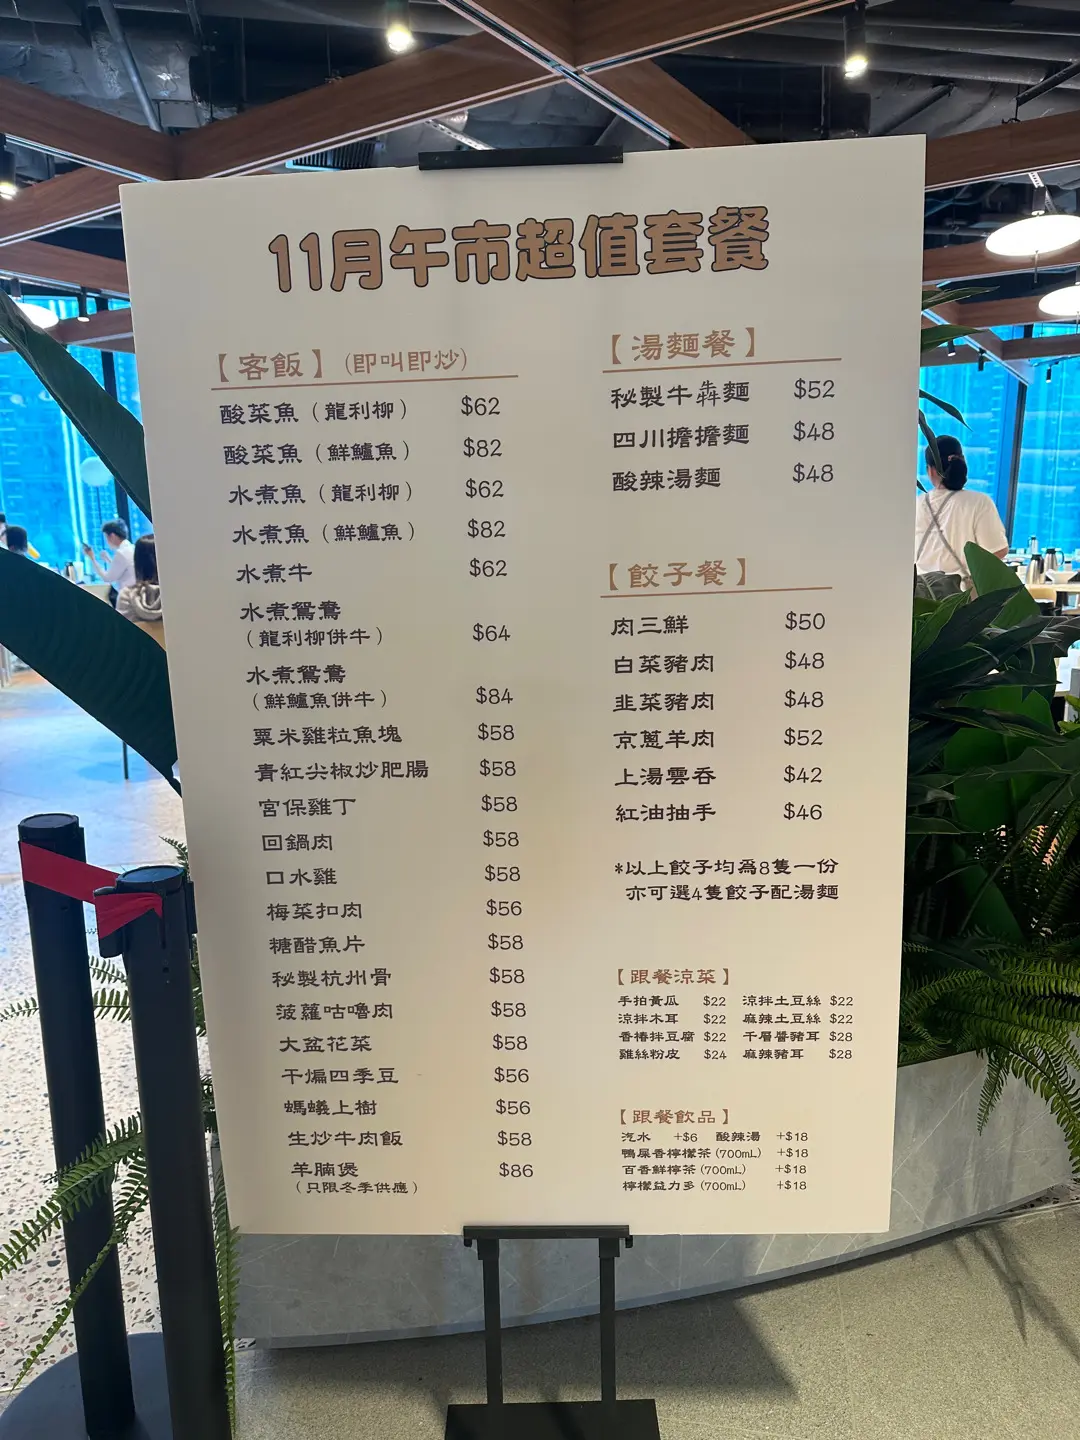 11月午市超值套餐
【客飯】(即叫即炒)
酸菜魚（龍利柳） $62
酸菜魚（鮮鱸魚） $82
水煮魚（龍利柳） $62
水煮魚（鮮鱸魚） $82
水煮牛 $62
水煮鴛鴦
（龍利柳併牛） $64
水煮鴛鴦
（鮮鱸魚併牛） $84
粟米雞粒魚塊 $58
青紅尖椒炒肥腸 $58
宮保雞丁 $58
回鍋肉 $58
口水雞 $58
梅菜扣肉 $56
糖醋魚片 $58
秘製杭州骨 $58
菠蘿咕嚕肉 $58
大盆花菜 $58
干煸四季豆 $56
螞蟻上樹 $56
生炒牛肉飯 $58
羊腩煲 $86
（只限冬季供應）
【湯麵餐】
秘製牛犇麵 $52
四川擔擔麵 $48
酸辣湯麵 $48
【餃子餐】
肉三鮮 $50
白菜豬肉 $48
韭菜豬肉 $48
京蔥羊肉 $52
上湯雲吞 $42
紅油抽手 $46
*以上餃子均為8隻一份
亦可選4隻餃子配湯麵
【跟餐涼菜】
手拍黃瓜 $22 涼拌土豆絲 $22
涼拌木耳 $22 麻辣土豆絲 $22
香椿拌豆腐 $22 千層醬豬耳 $28
雞絲粉皮 $24 麻辣豬耳 $28
【跟餐飲品】
汽水 +$6 酸辣湯 +$18
鴨屎香檸檬茶 (700mL) +$18
百香鮮檸茶 (700mL) +$18
檸檬益力多 (700mL) +$18